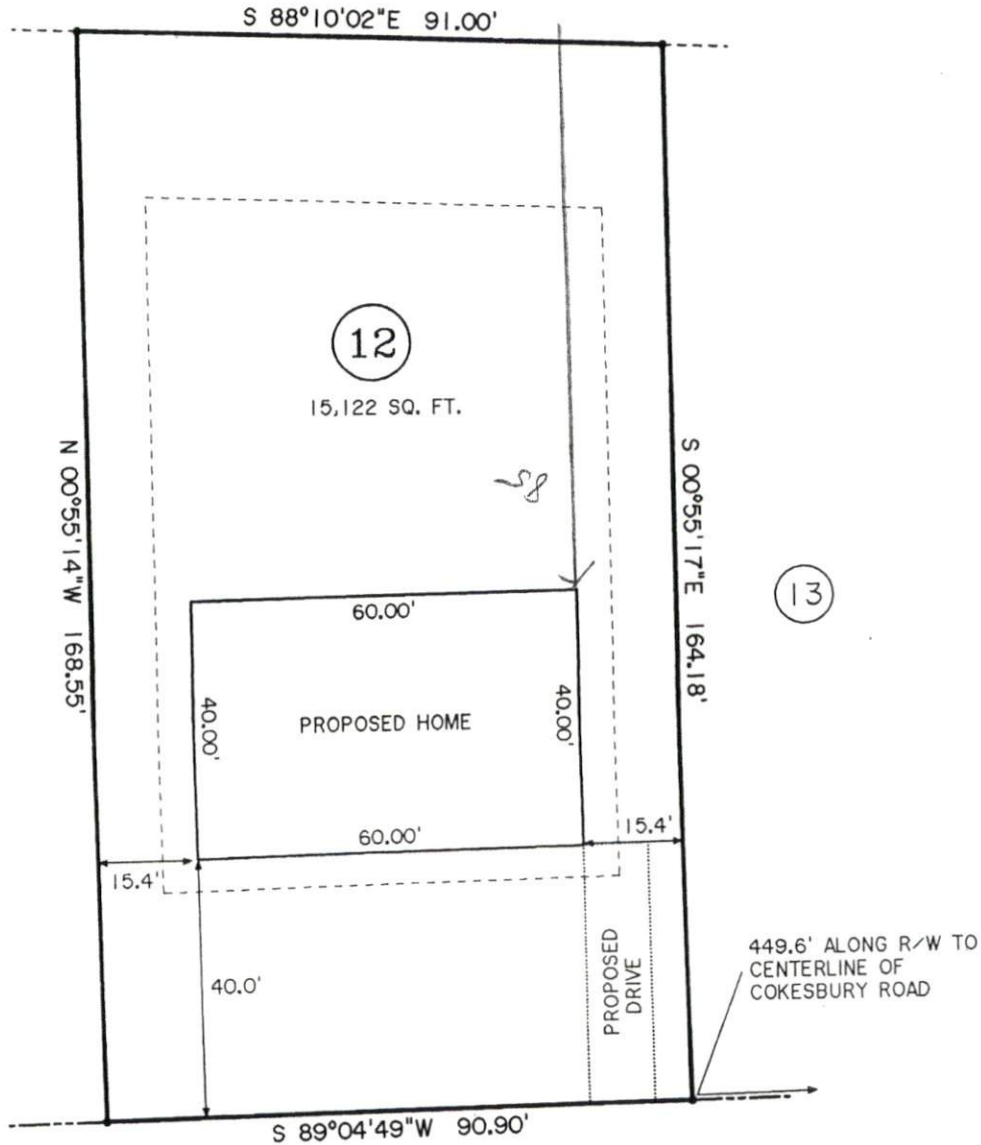 S 88°10'02"E 91.00'
12
15,122 SQ. FT.
N 00°55'14"W 168.55'
S 00°55'17"E 164.18'
13
60.00'
40.00'
PROPOSED HOME
40.00'
60.00'
15.4'
15.4'
40.0'
PROPOSED
DRIVE
449.6' ALONG R/W TO
CENTERLINE OF
COKESBURY ROAD
S 89°04'49"W 90.90'